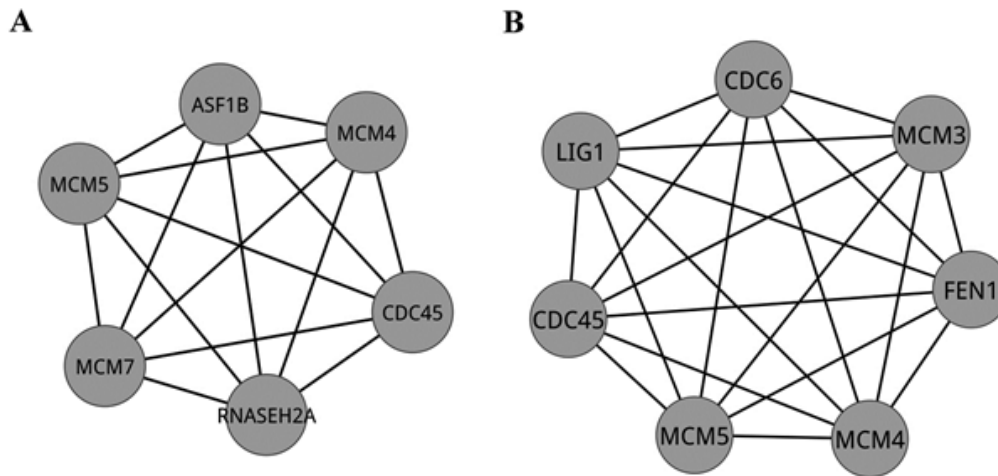 A
B
ASF1B
MCM4
MCM5
CDC45
MCM7
RNASEH2A
CDC6
MCM3
LIG1
FEN1
CDC45
MCM5
MCM4